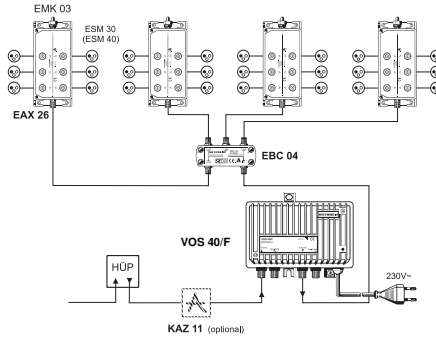 EMK 03
ESM 30
(ESM 40)
EAX 26
EBC 04
VOS 40/F
HÜP
230V~
KAZ 11 (optional)